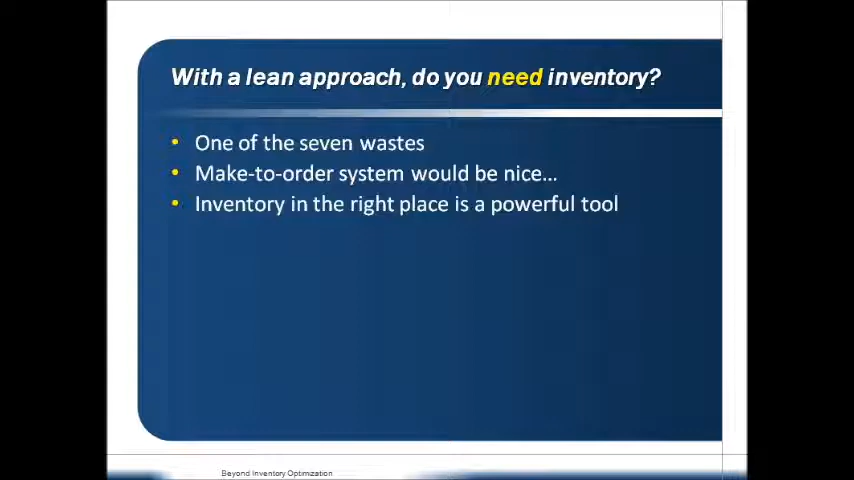 With a lean approach, do you need inventory?
• One of the seven wastes
• Make-to-order system would be nice…
• Inventory in the right place is a powerful tool
Beyond Inventory Optimization